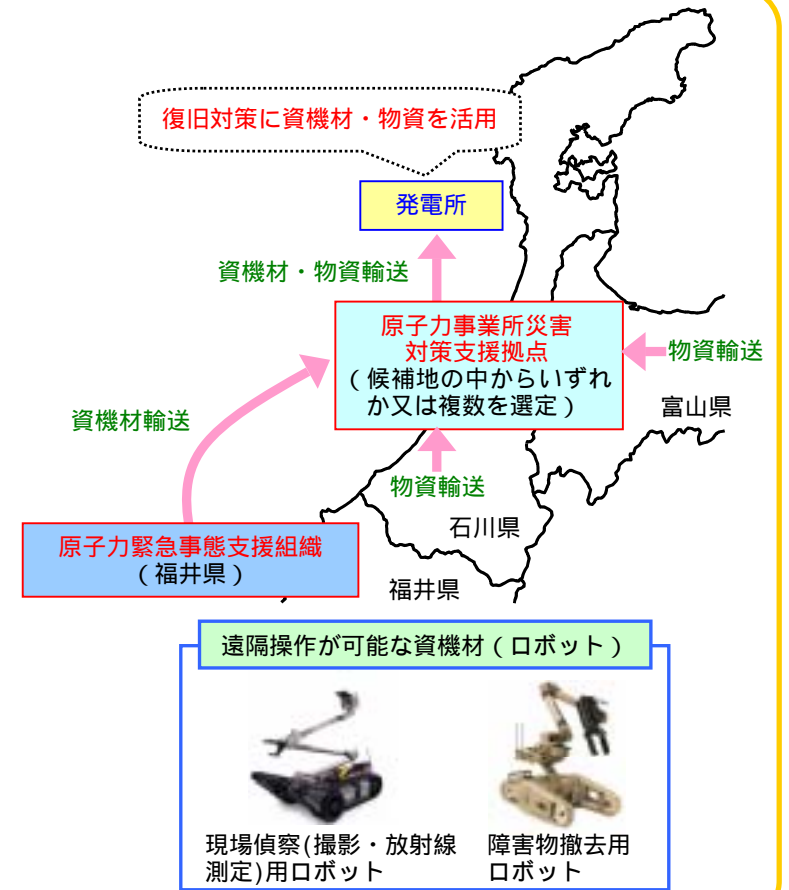 復旧対策に資機材・物資を活用
発電所
資機材・物資輸送
原子力事業所災害
対策支援拠点
(候補地の中からいずれ
か又は複数を選定)
物資輸送
富山県
資機材輸送
物資輸送
石川県
原子力緊急事態支援組織
(福井県)
福井県
遠隔操作が可能な資機材(ロボット)
現場偵察(撮影・放射線
測定)用ロボット
障害物撤去用
ロボット